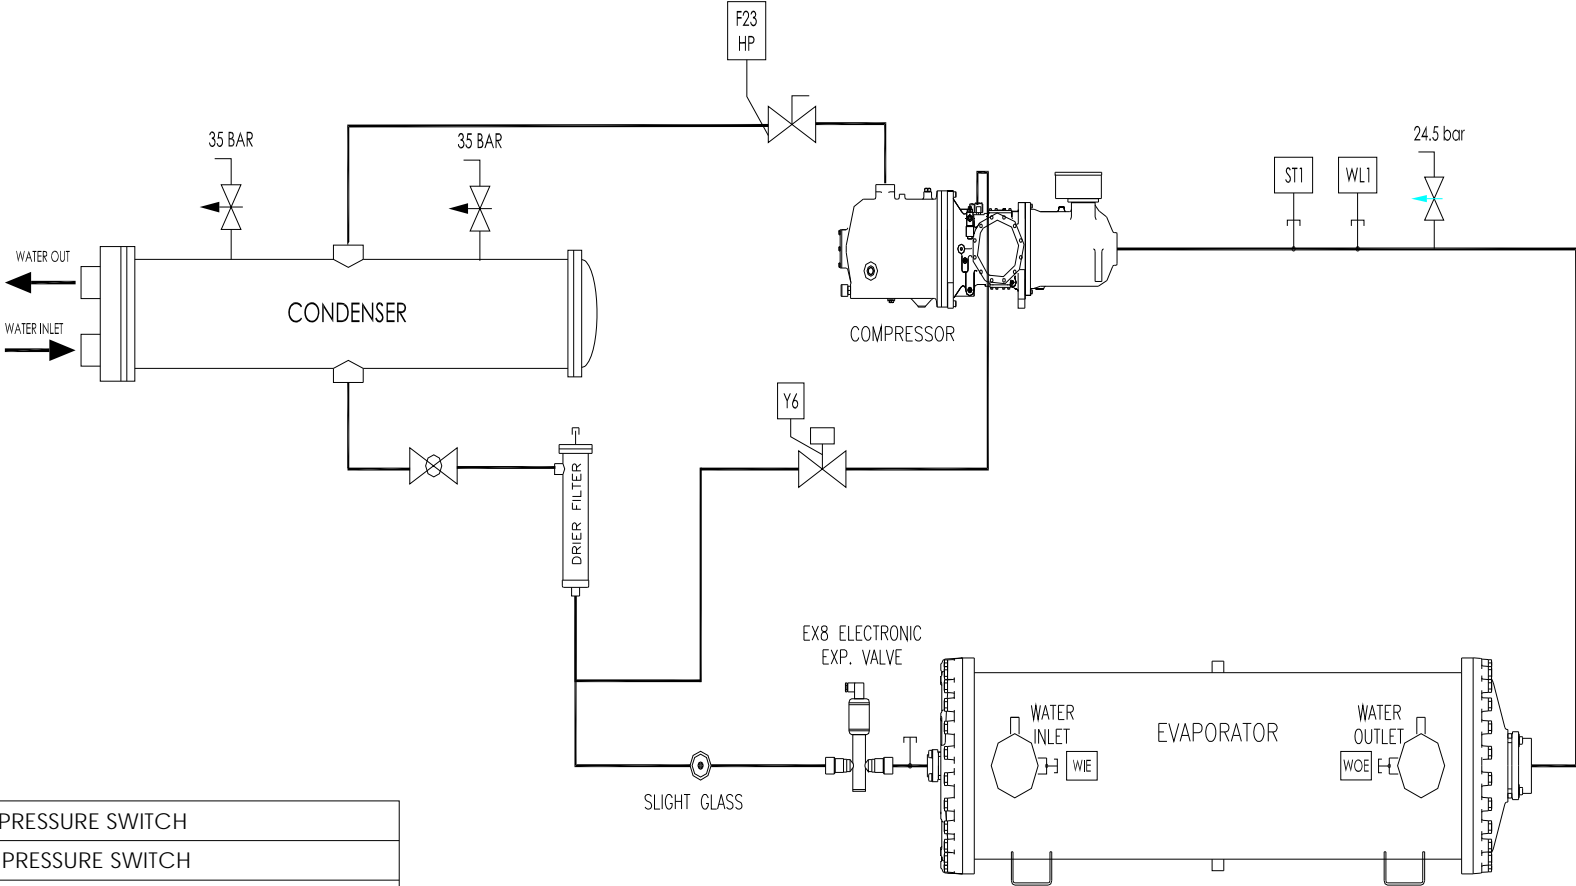 F23
HP
35 BAR
35 BAR
24.5 bar
ST1
WL1
WATER OUT
CONDENSER
WATER INLET
COMPRESSOR
Y6
DRIER FILTER
EX8 ELECTRONIC
EXP. VALVE
WATER
INLET
WIE
EVAPORATOR
WATER
OUTLET
WOE
SLIGHT GLASS
PRESSURE SWITCH
PRESSURE SWITCH